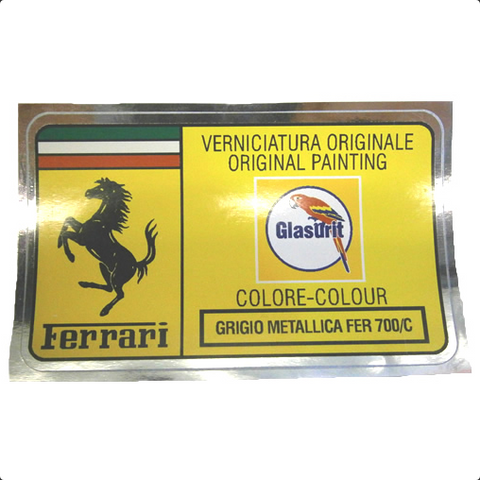 VERNICIATURA ORIGINALE
ORIGINAL PAINTING
Glasurit
COLORE-COLOUR
GRIGIO METALLICA FER 700/C
Ferrari